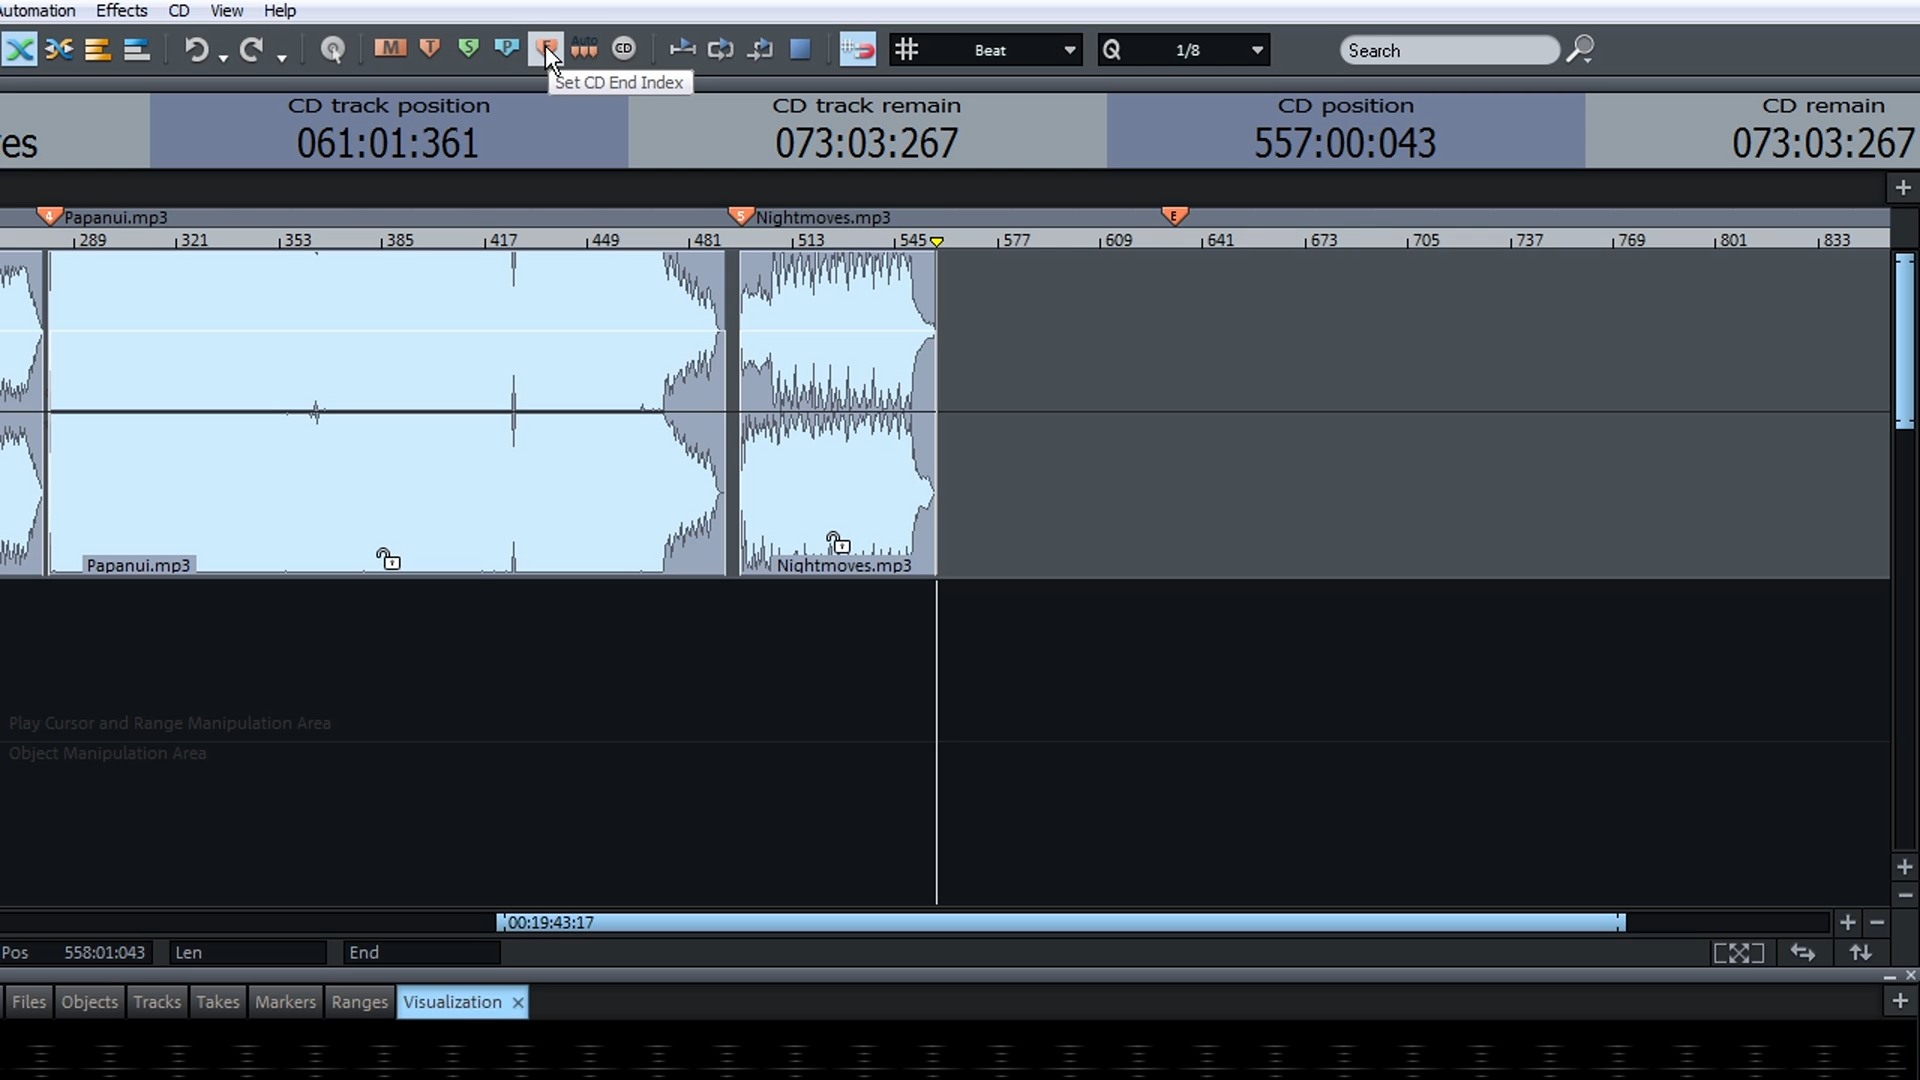 Automation Effects CD View Help
M T S P E Auto CD
# Beat Q 1/8 Search
Set CD End Index
CD track position CD track remain CD position CD remain
es 061:01:361 073:03:267 557:00:043 073:03:267
4 Papanui.mp3 5 Nightmoves.mp3 E
289 321 353 385 417 449 481 513 545 577 609 641 673 705 737 769 801 833
Papanui.mp3 Nightmoves.mp3
Play Cursor and Range Manipulation Area
Object Manipulation Area
00:19:43:17
Pos 558:01:043 Len End
Files Objects Tracks Takes Markers Ranges Visualization